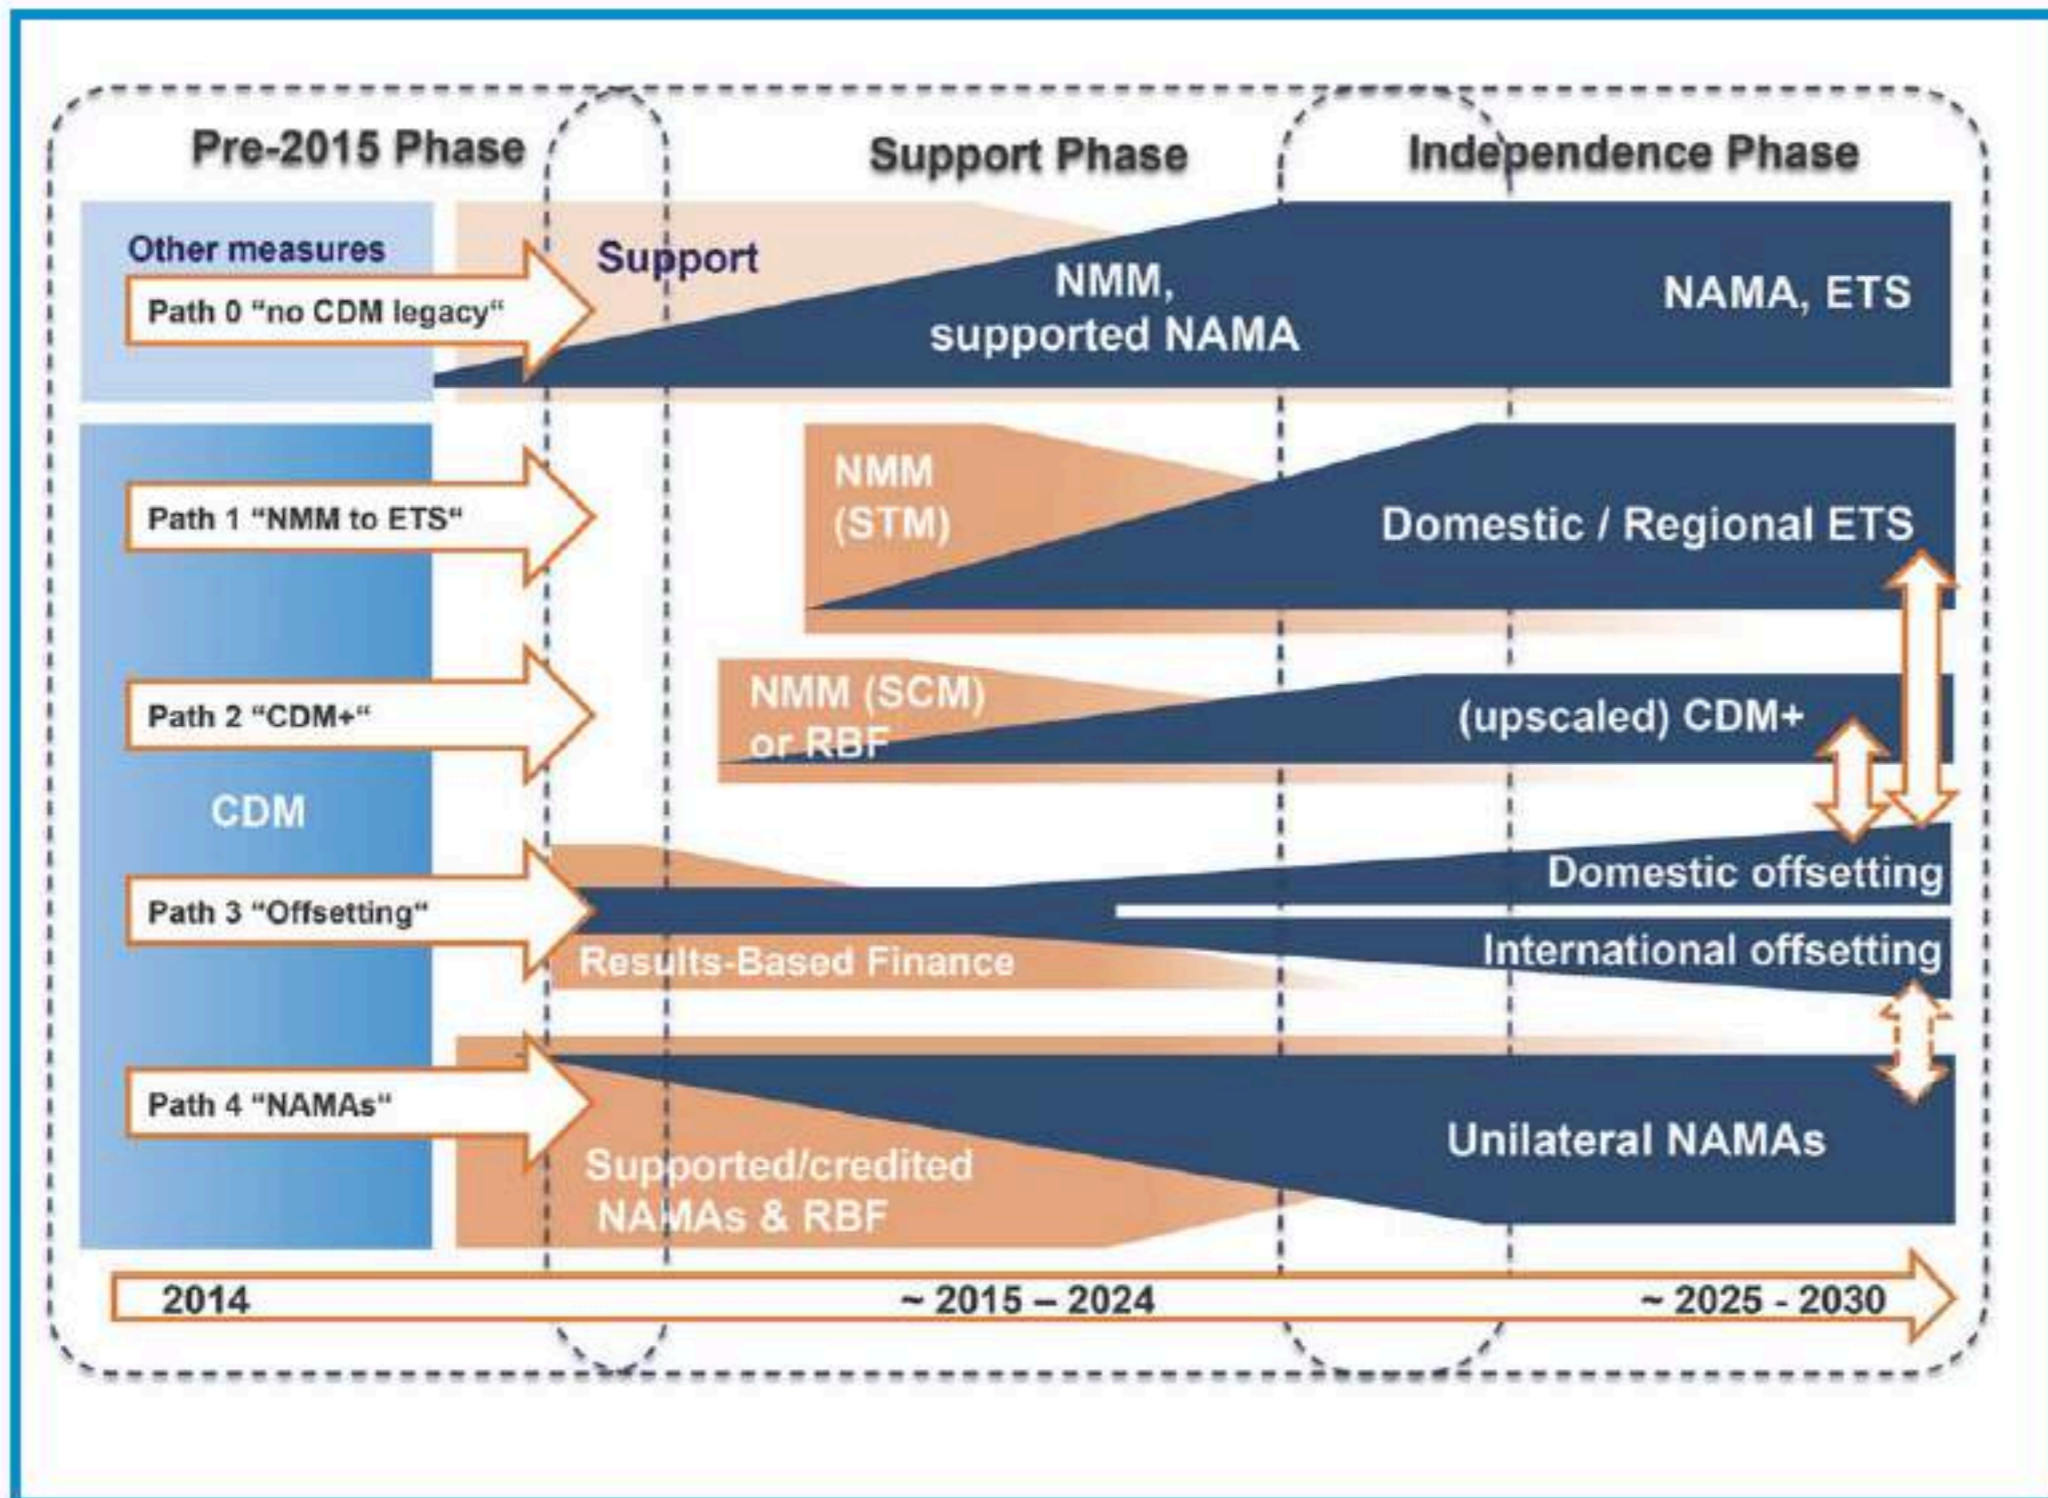 Pre-2015 Phase
Support Phase
Independence Phase
Other measures
Path 0 “no CDM legacy“
Support
NMM,
supported NAMA
NAMA, ETS
Path 1 “NMM to ETS“
NMM
(STM)
Domestic / Regional ETS
Path 2 “CDM+“
NMM (SCM)
or RBF
(upscaled) CDM+
CDM
Path 3 “Offsetting“
Results-Based Finance
Domestic offsetting
International offsetting
Path 4 “NAMAs“
Supported/credited
NAMAs & RBF
Unilateral NAMAs
2014
~ 2015 – 2024
~ 2025 - 2030